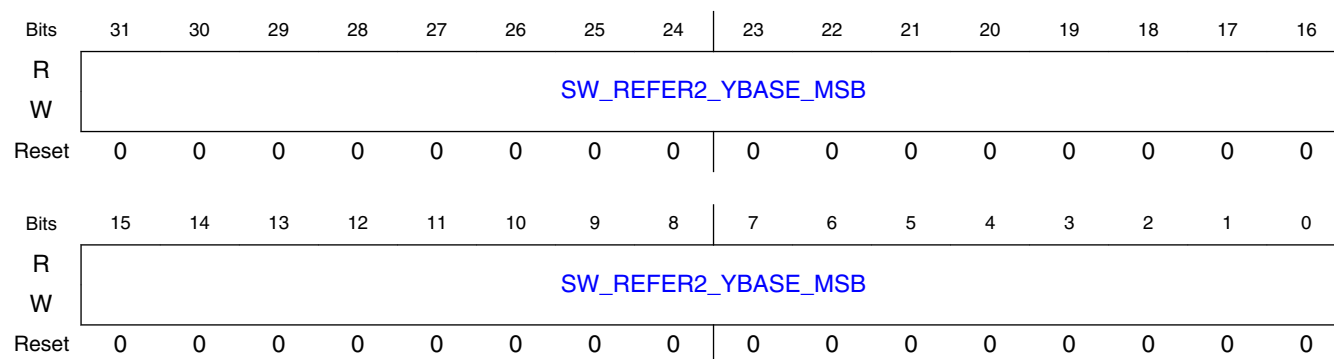 Bits 31 30 29 28 27 26 25 24 23 22 21 20 19 18 17 16
R
SW_REFER2_YBASE_MSB
W
Reset 0 0 0 0 0 0 0 0 0 0 0 0 0 0 0 0
Bits 15 14 13 12 11 10 9 8 7 6 5 4 3 2 1 0
R
SW_REFER2_YBASE_MSB
W
Reset 0 0 0 0 0 0 0 0 0 0 0 0 0 0 0 0